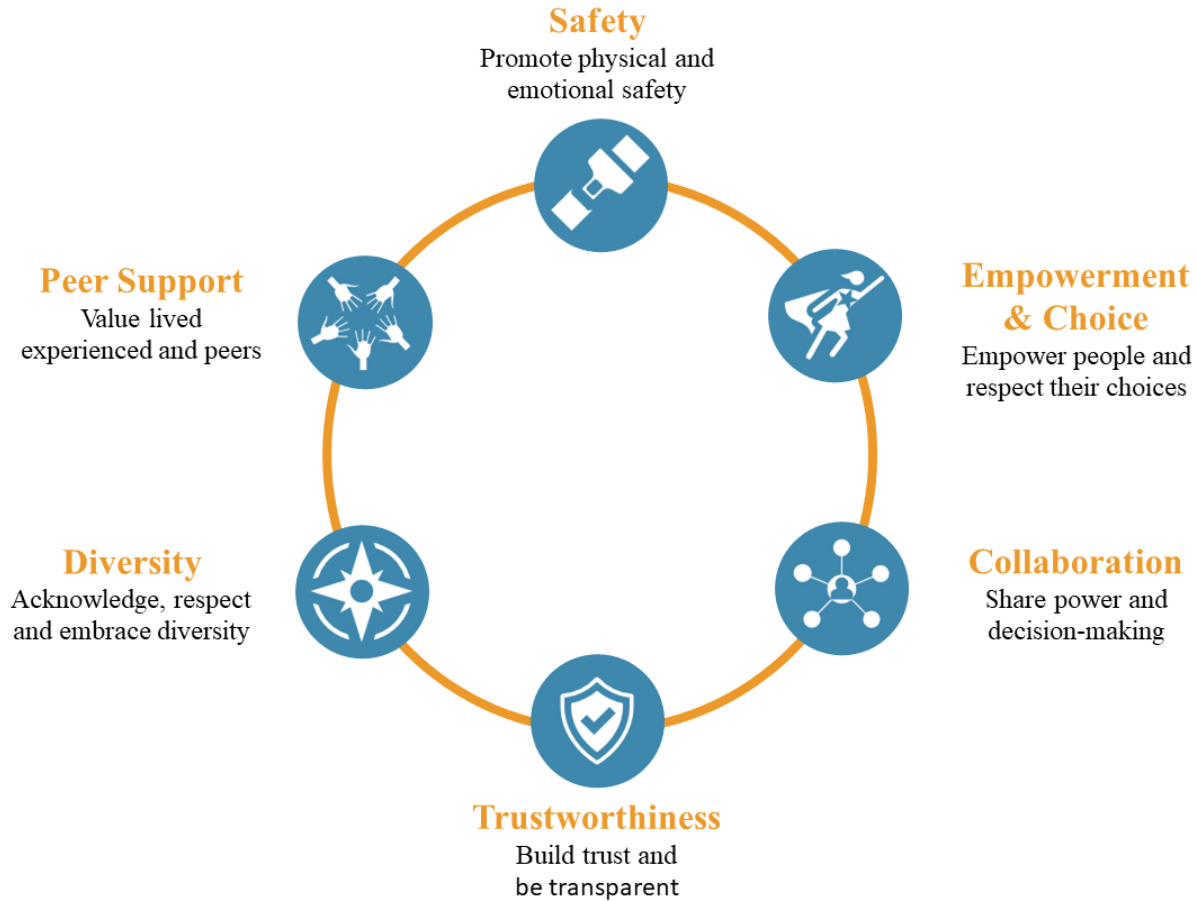 Safety
Promote physical and
emotional safety
Empowerment
& Choice
Empower people and
respect their choices
Collaboration
Share power and
decision-making
Trustworthiness
Build trust and
be transparent
Diversity
Acknowledge, respect
and embrace diversity
Peer Support
Value lived
experienced and peers